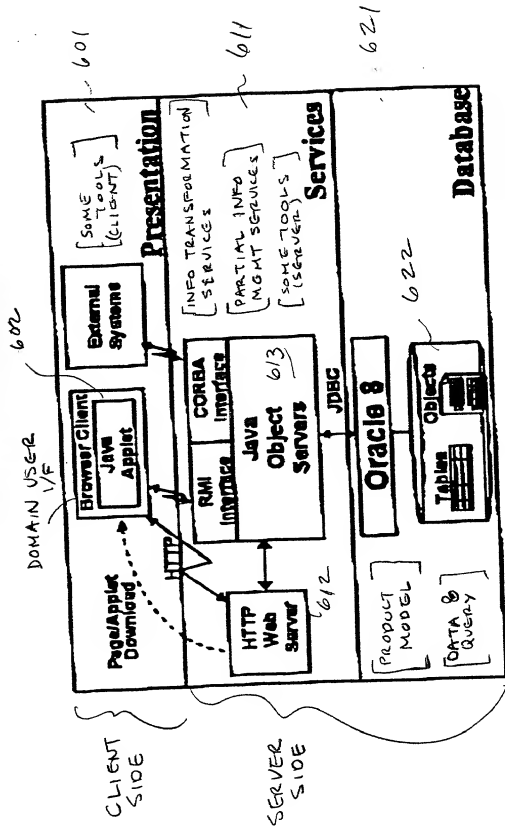 DOMAIN USER
I/F
602
601
Browser Client
Java
Applet
External
Systems
[SOME
TOOLS
(CLIENT)]
Presentation
Page/Applet
Download
HTTP
CLIENT
SIDE
611
RMI
Interface
CORBA
Interface
Java
Object
Servers
613
HTTP
Web
Server
612
[INFO TRANSFORMATION
SERVICES]
[PARTIAL INFO
MGMT SERVICES]
[SOME TOOLS
(SERVER)]
Services
SERVER
SIDE
JDBC
621
Oracle 8
Tables
Objects
622
[PRODUCT
MODEL]
[DATA &
QUERY]
Database